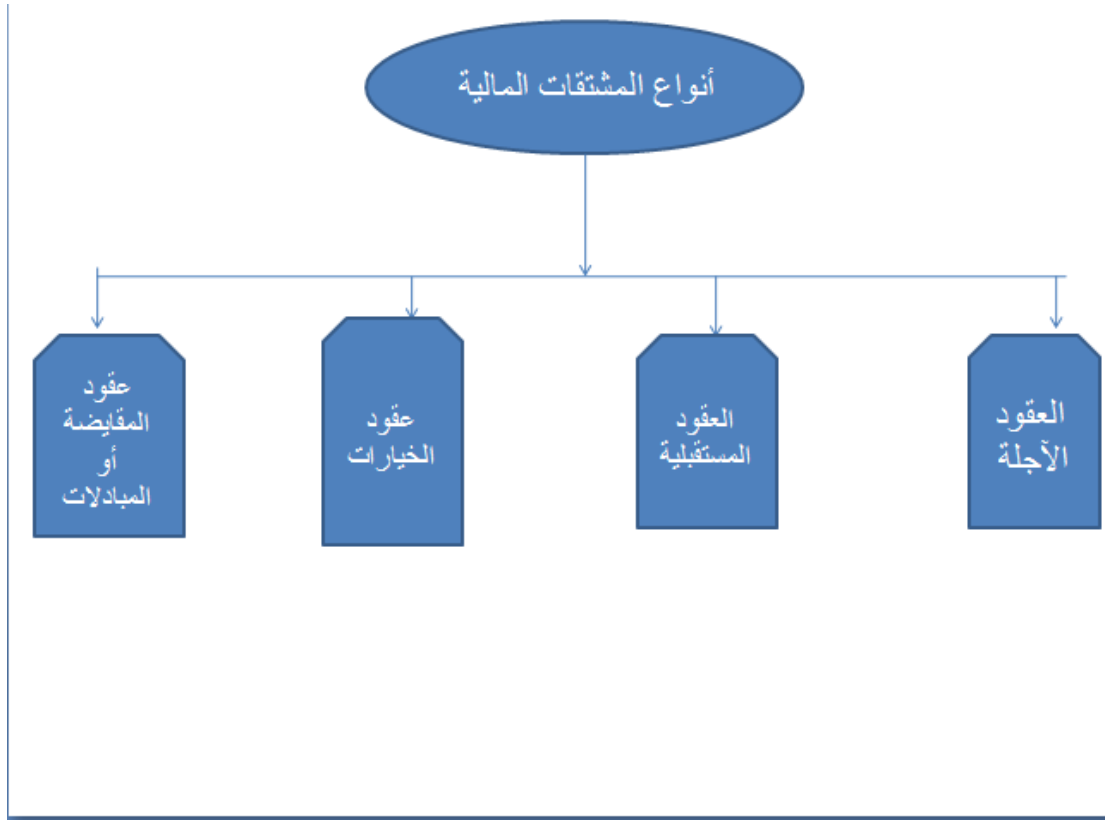 أنواع المشتقات المالية
العقود
الآجلة
العقود
المستقبلية
عقود
الخيارات
عقود
المقايضة
أو
المبادلات